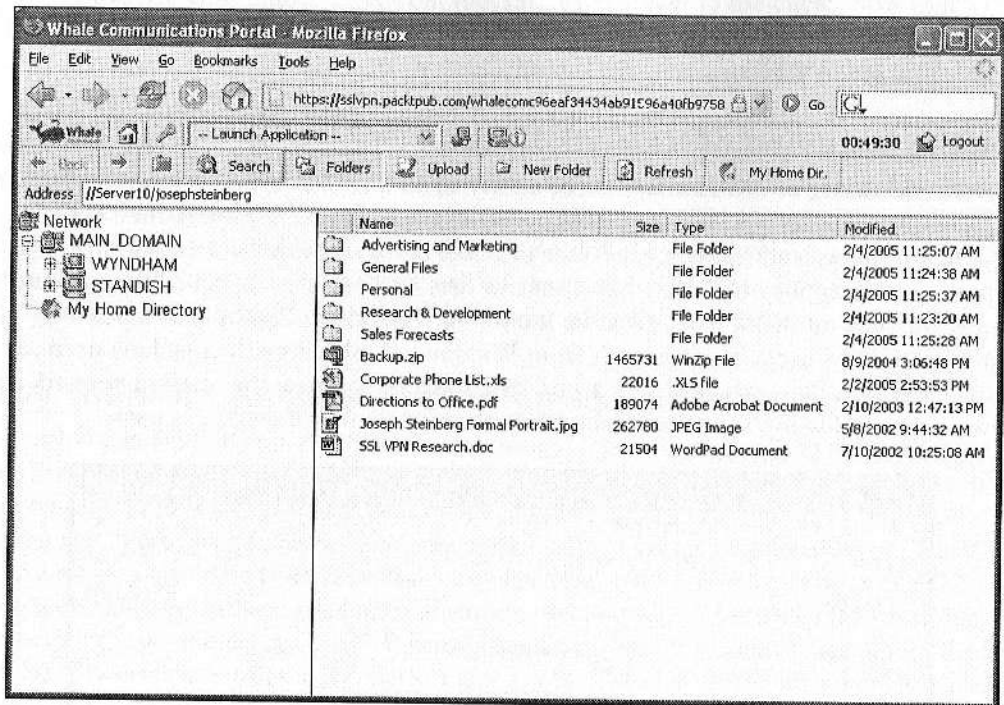 Whale Communications Portal - Mozilla Firefox
File Edit View Go Bookmarks Tools Help
https://sslvpn.packtpub.com/whalecomc96eaf34434ab91596a40fb9758 Go
Whale -- Launch Application -- 00:49:30 Logout
Back Search Folders Upload New Folder Refresh My Home Dir.
Address //Server10/josephsteinberg
Network
MAIN_DOMAIN
WYNDHAM
STANDISH
My Home Directory
Name Size Type Modified
Advertising and Marketing File Folder 2/4/2005 11:25:07 AM
General Files File Folder 2/4/2005 11:24:38 AM
Personal File Folder 2/4/2005 11:25:37 AM
Research & Development File Folder 2/4/2005 11:23:20 AM
Sales Forecasts File Folder 2/4/2005 11:25:28 AM
Backup.zip 1465731 WinZip File 8/9/2004 3:06:48 PM
Corporate Phone List.xls 22016 .XLS file 2/2/2005 2:53:53 PM
Directions to Office.pdf 189074 Adobe Acrobat Document 2/10/2003 12:47:13 PM
Joseph Steinberg Formal Portrait.jpg 262780 JPEG Image 5/8/2002 9:44:32 AM
SSL VPN Research.doc 21504 WordPad Document 7/10/2002 10:25:08 AM